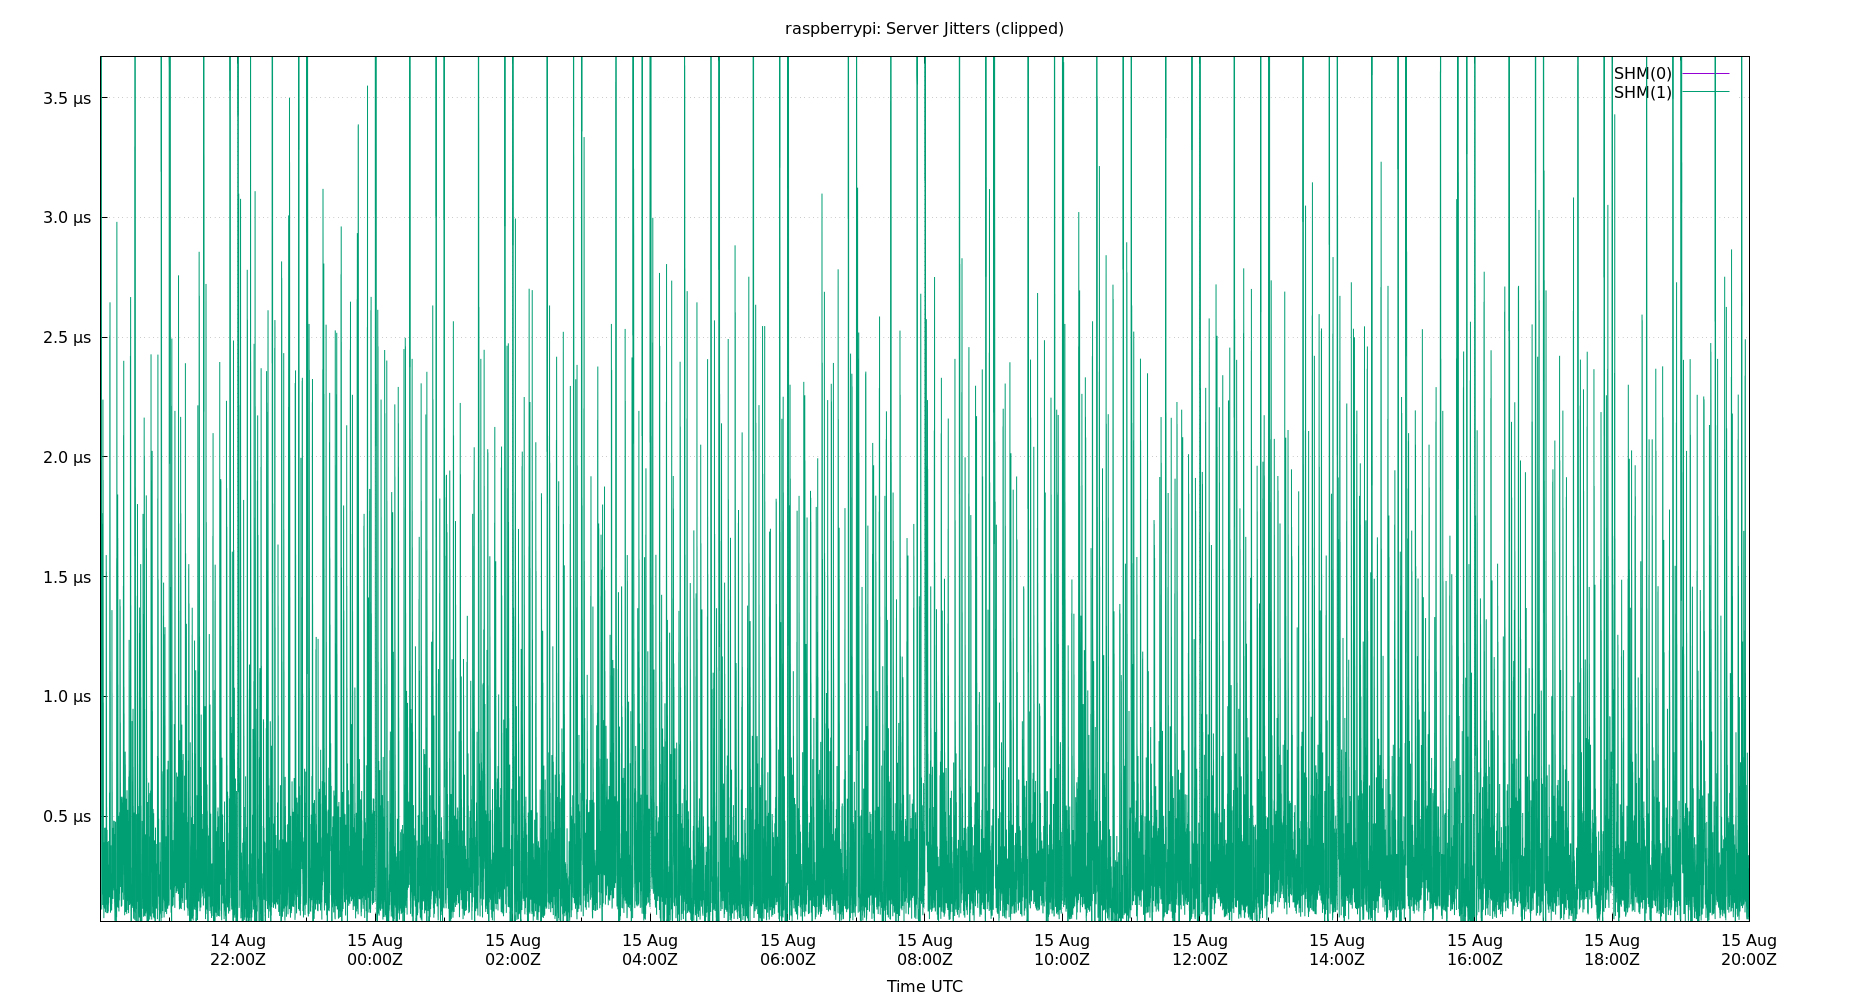 raspberrypi: Server Jitters (clipped)
SHM(0)
SHM(1)
3.5 µs
3.0 µs
2.5 µs
2.0 µs
1.5 µs
1.0 µs
0.5 µs
14 Aug 15 Aug 15 Aug 15 Aug 15 Aug 15 Aug 15 Aug 15 Aug 15 Aug 15 Aug 15 Aug 15 Aug
22:00Z 00:00Z 02:00Z 04:00Z 06:00Z 08:00Z 10:00Z 12:00Z 14:00Z 16:00Z 18:00Z 20:00Z
Time UTC